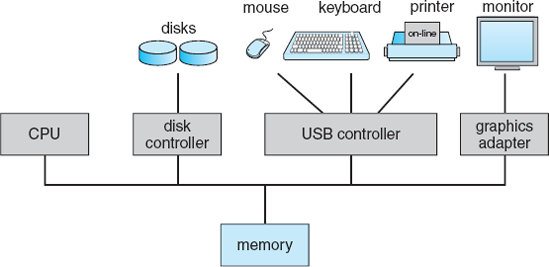 mouse
keyboard
printer
monitor
disks
on-line
CPU
disk
controller
USB controller
graphics
adapter
memory